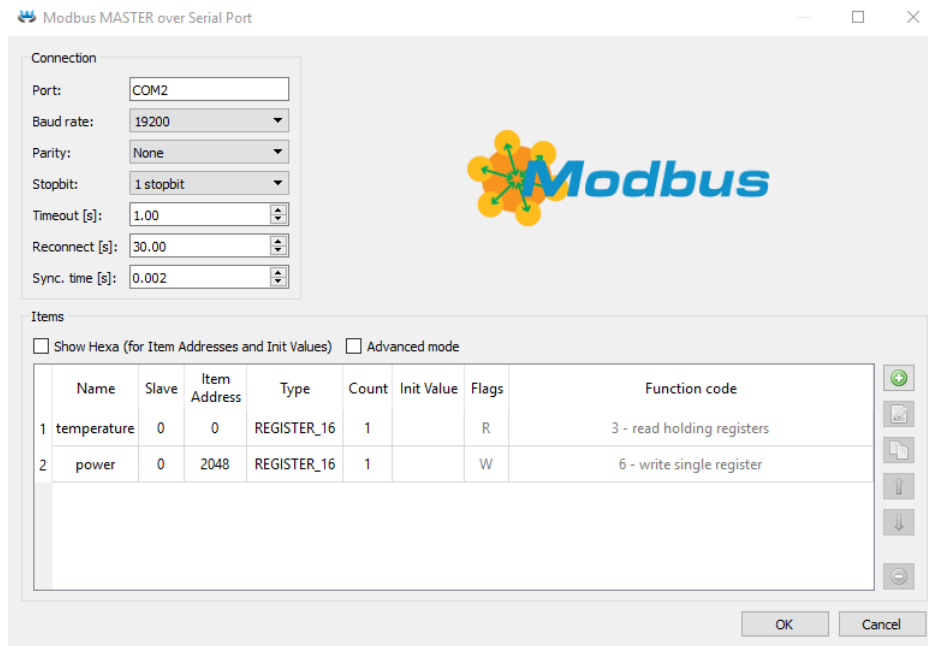 Modbus MASTER over Serial Port
Connection
Port: COM2
Baud rate: 19200
Parity: None
Stopbit: 1 stopbit
Timeout [s]: 1.00
Reconnect [s]: 30.00
Sync. time [s]: 0.002
Modbus
Items
Show Hexa (for Item Addresses and Init Values) Advanced mode
Name Slave Item Address Type Count Init Value Flags Function code
1 temperature 0 0 REGISTER_16 1 R 3 - read holding registers
2 power 0 2048 REGISTER_16 1 W 6 - write single register
OK Cancel